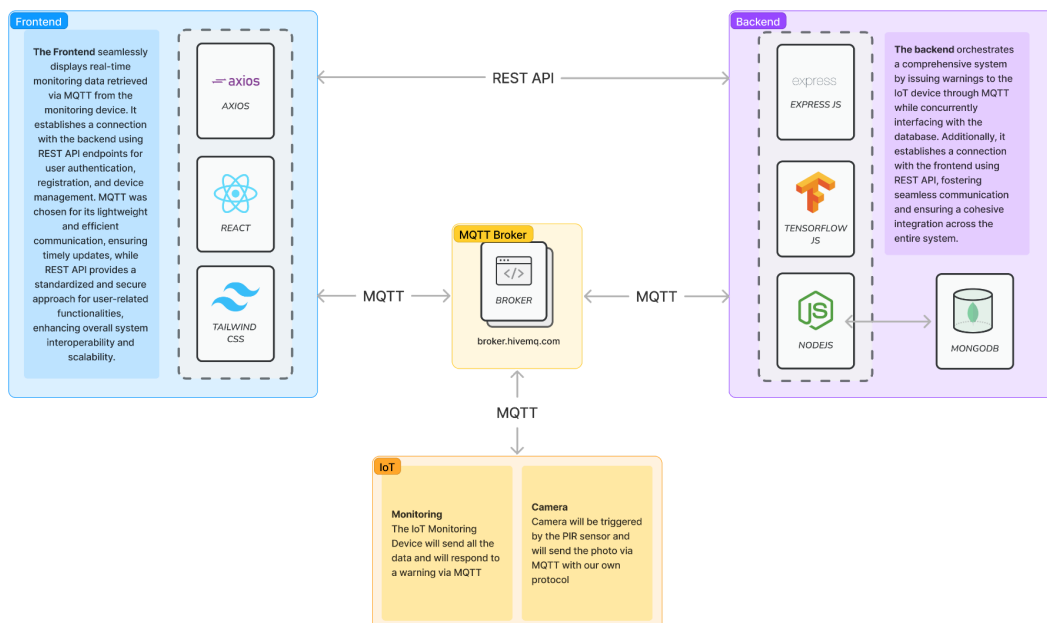 Frontend
The Frontend seamlessly
displays real-time
monitoring data retrieved
via MQTT from the
monitoring device. It
establishes a connection
with the backend using
REST API endpoints for
user authentication,
registration, and device
management. MQTT was
chosen for its lightweight
and efficient
communication, ensuring
timely updates, while
REST API provides a
standardized and secure
approach for user-related
functionalities,
enhancing overall system
interoperability and
scalability.
axios
AXIOS
REACT
TAILWIND
CSS
REST API
MQTT
MQTT Broker
</>
BROKER
broker.hivemq.com
MQTT
MQTT
Backend
express
EXPRESS JS
TENSORFLOW
JS
JS
NODEJS
The backend orchestrates
a comprehensive system
by issuing warnings to the
IoT device through MQTT
while concurrently
interfacing with the
database. Additionally, it
establishes a connection
with the frontend using
REST API, fostering
seamless communication
and ensuring a cohesive
integration across the
entire system.
MONGODB
IoT
Monitoring
The IoT Monitoring
Device will send all the
data and will respond to
a warning via MQTT
Camera
Camera will be triggered
by the PIR sensor and
will send the photo via
MQTT with our own
protocol